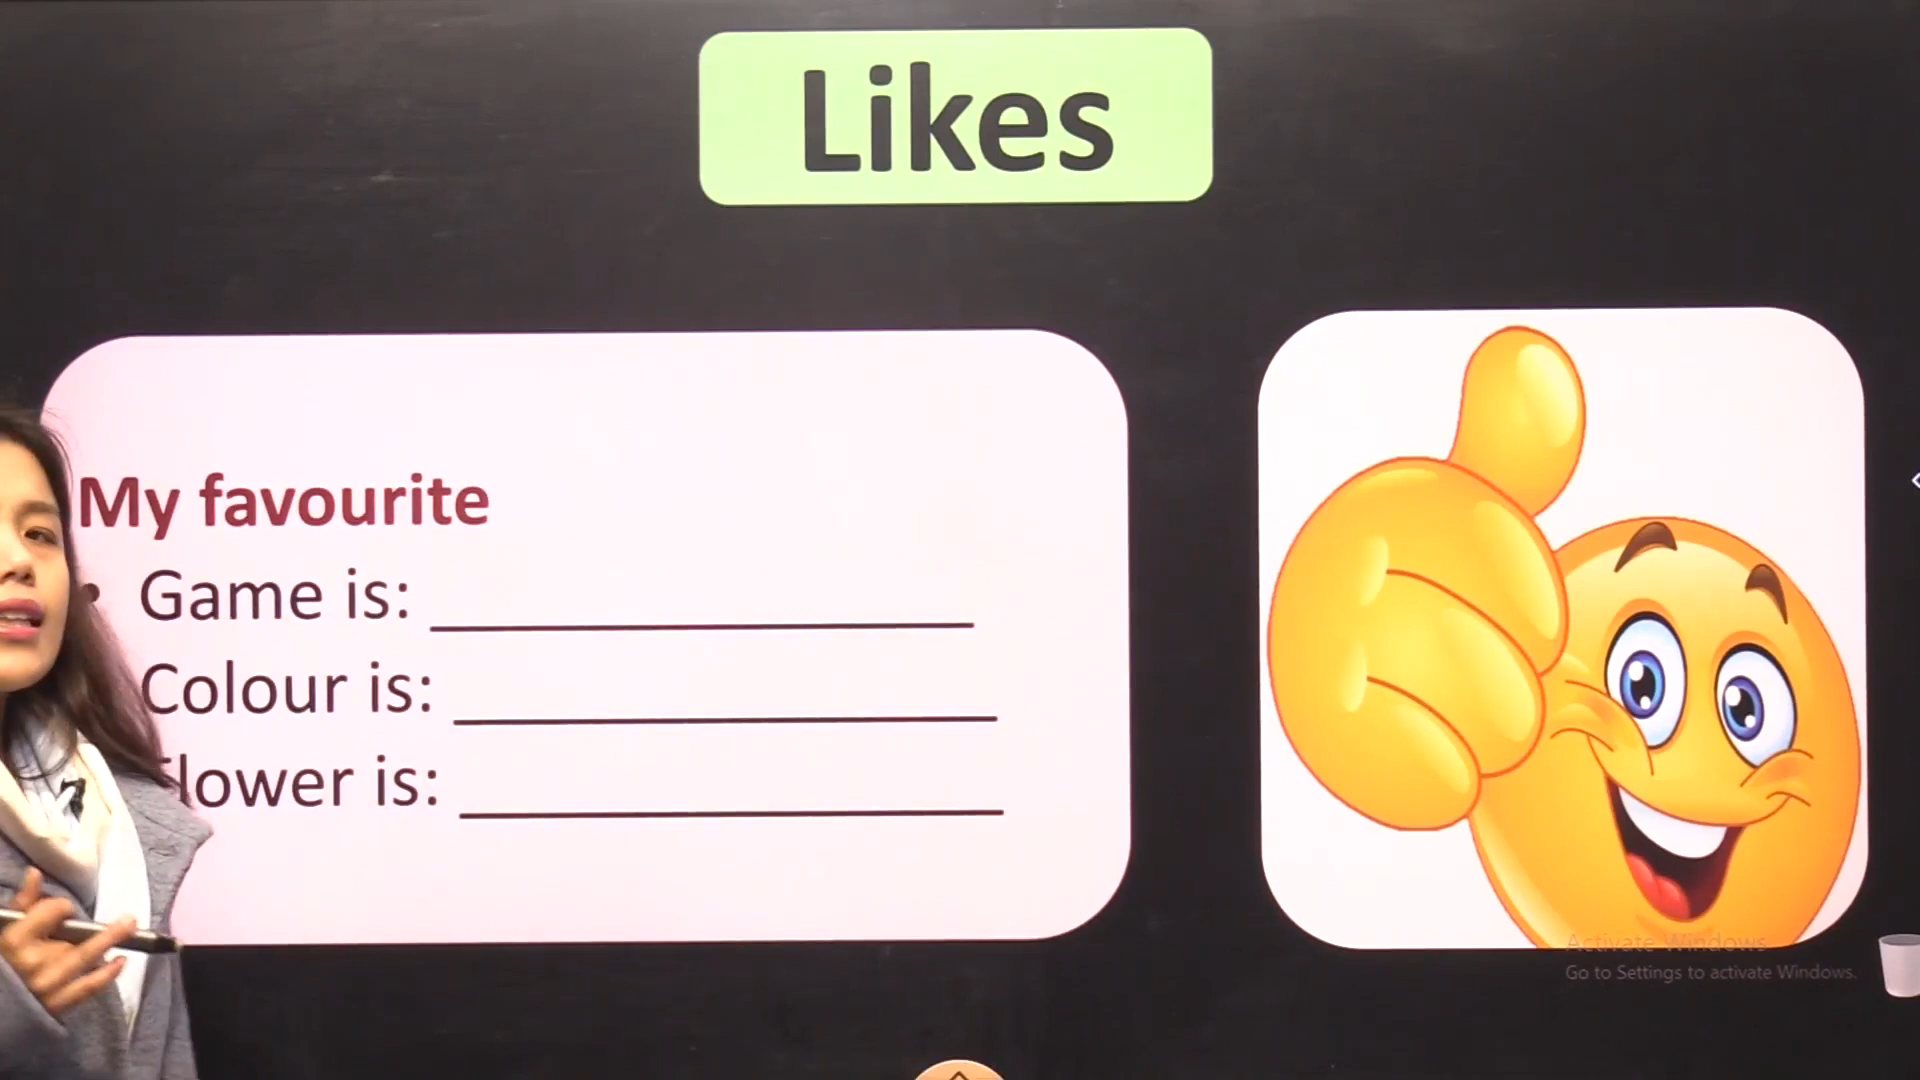 Likes
My favourite
• Game is:
Colour is:
lower is:
Activate Windows
Go to Settings to activate Windows.